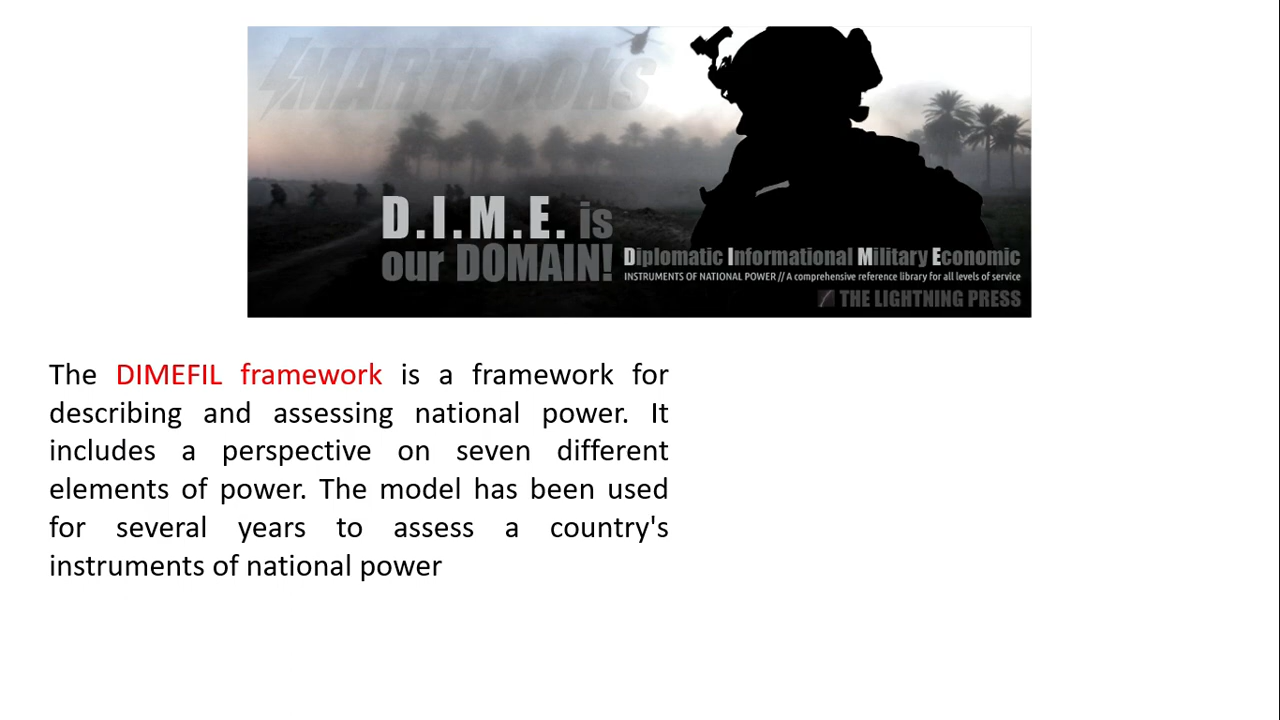 SMARTbooks
D.I.M.E. is
our DOMAIN!
Diplomatic Informational Military Economic
INSTRUMENTS OF NATIONAL POWER // A comprehensive reference library for all levels of service
THE LIGHTNING PRESS
The DIMEFIL framework is a framework for
describing and assessing national power. It
includes a perspective on seven different
elements of power. The model has been used
for several years to assess a country's
instruments of national power